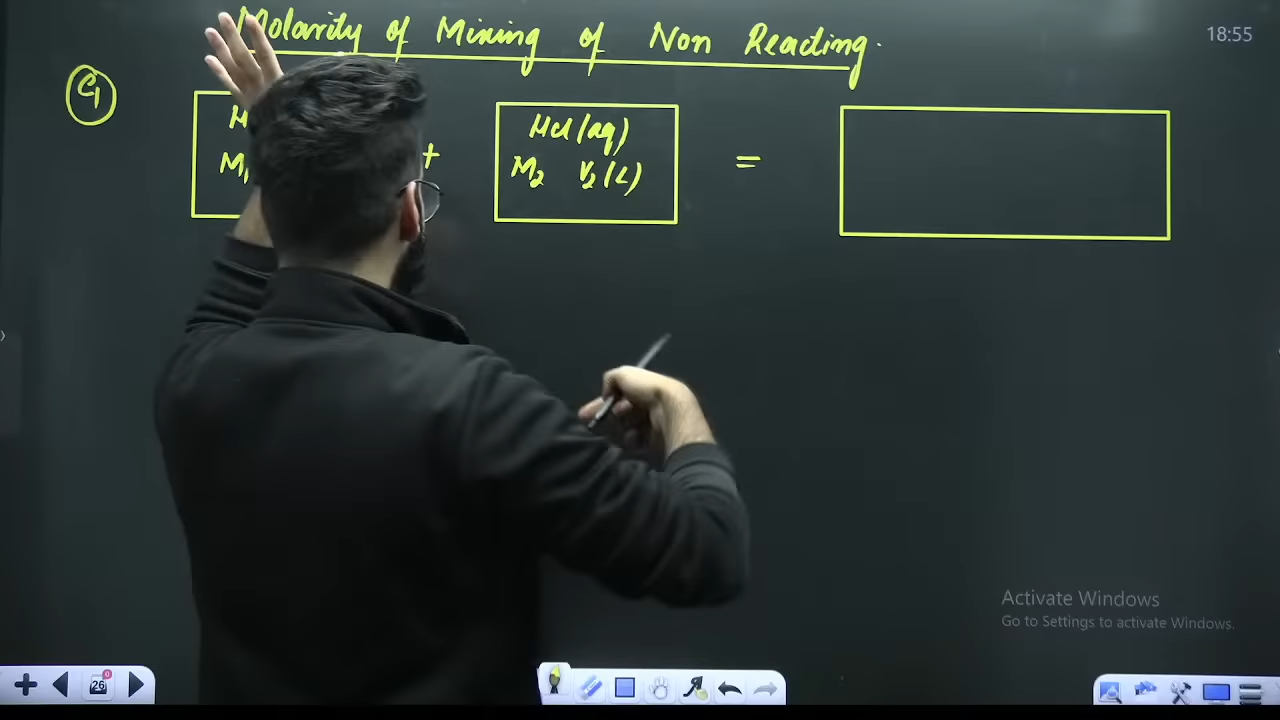 Molarity of Mixing of Non Reacting.
18:55
C1
HCl(aq)
+
M2 V2(L)
=
M1
Activate Windows
Go to Settings to activate Windows.
26